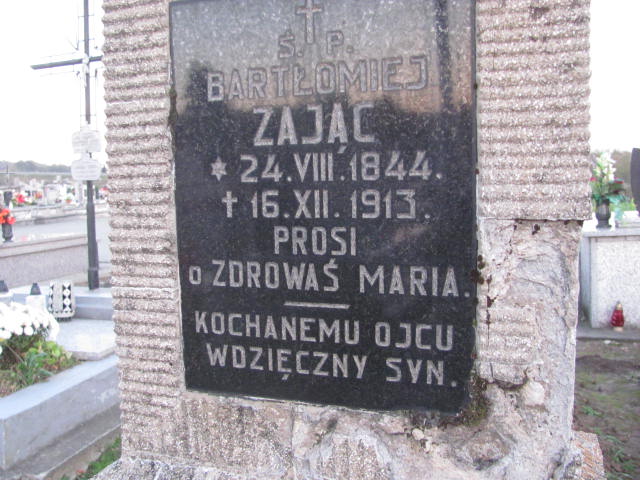 Ś. P.
BARTŁOMIEJ
ZAJĄC
* 24.VIII.1844.
† 16.XII.1913.
PROSI
o ZDROWAŚ MARIA.
KOCHANEMU OJCU
WDZIĘCZNY SYN.